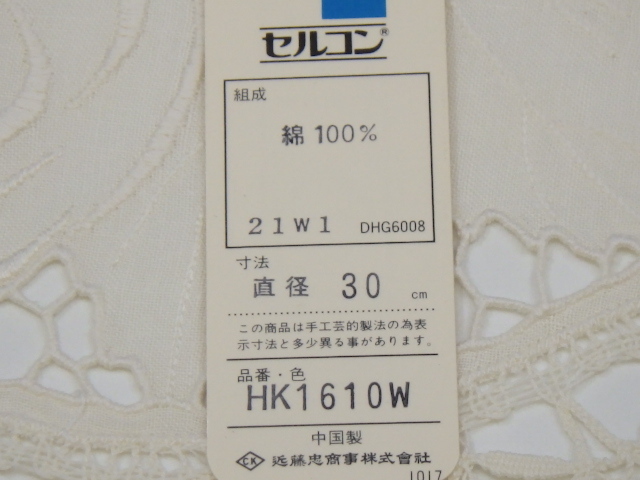 セルコン®
組成
綿 100%
21W1 DHG6008
寸法
直径 30 cm
この商品は手工芸的製法の為表
示寸法と多少異る事があります。
品番・色
HK1610W
中国製
CK 近藤忠商事株式會社
1017